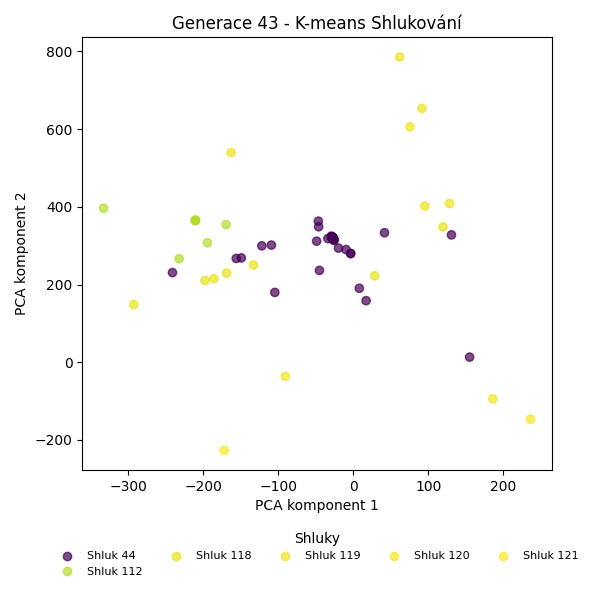 Generace 43 - K-means Shlukování
800
600
400
200
0
−200
PCA komponent 2
−300 −200 −100 0 100 200
PCA komponent 1
Shluky
Shluk 44 Shluk 118 Shluk 119 Shluk 120 Shluk 121
Shluk 112